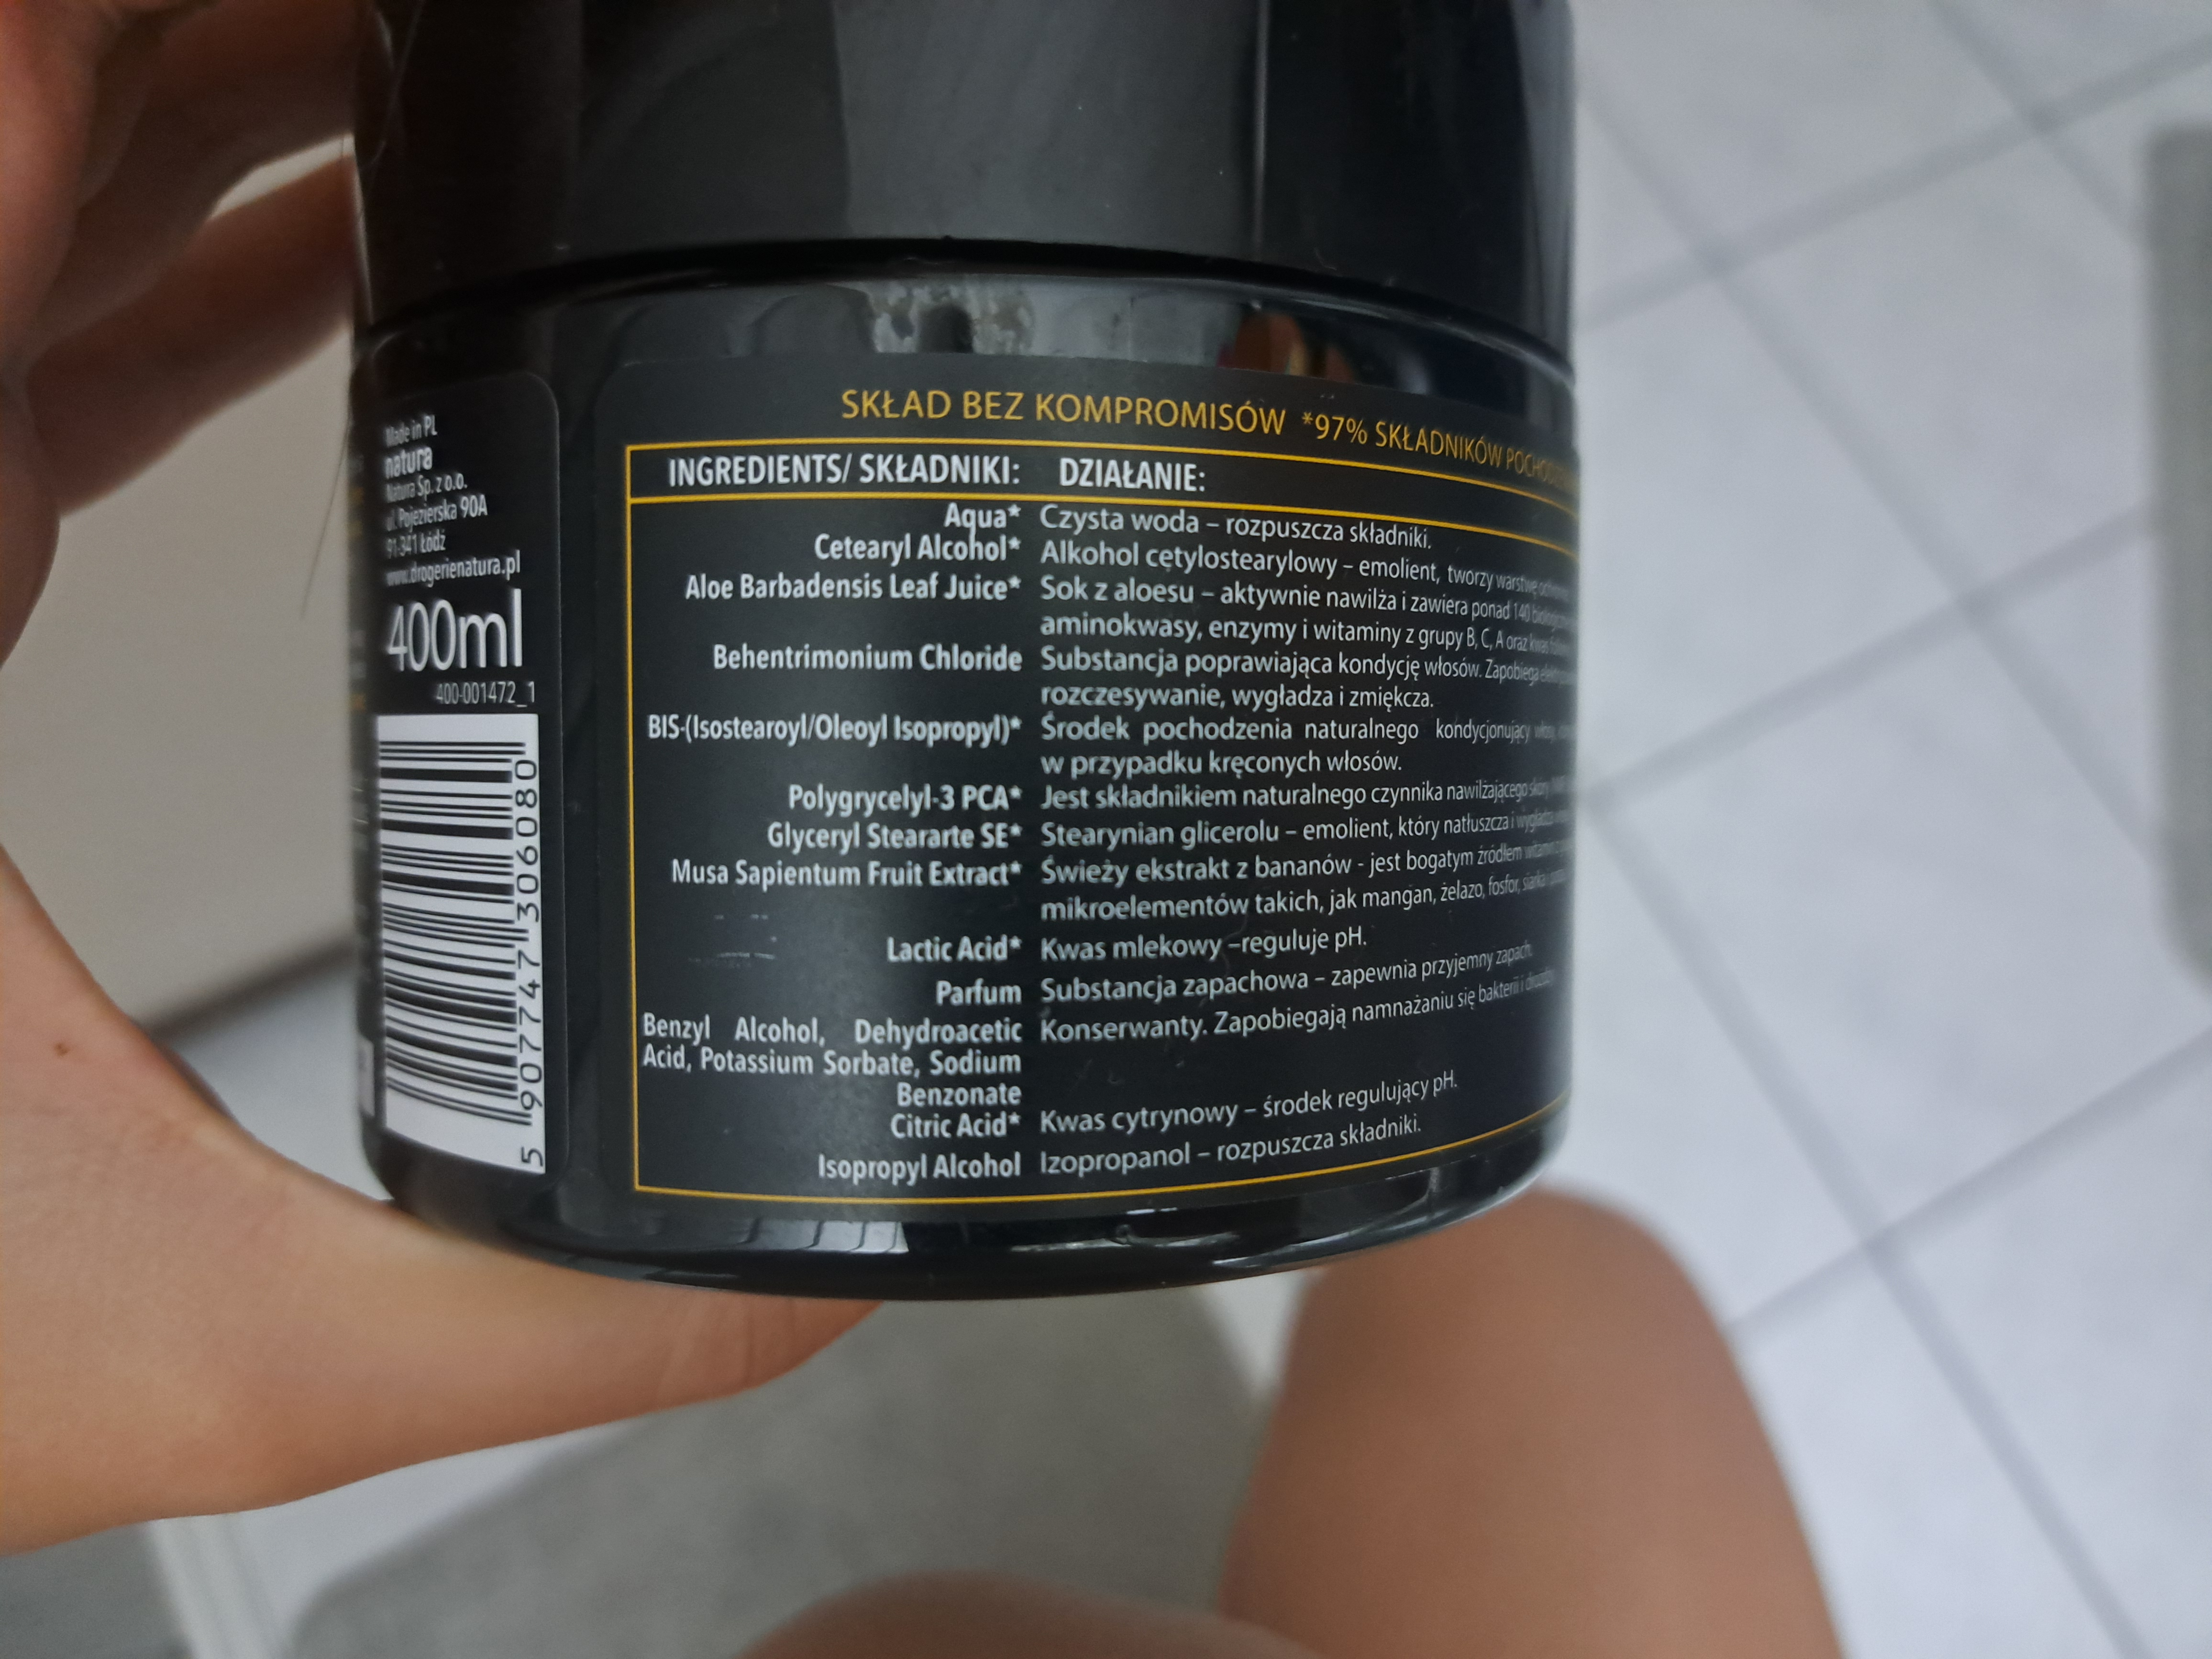 Made in PL
natura
Natura Sp. z o.o.
ul. Pojezierska 90A
91-341 Łódź
www.drogerienatura.pl
400ml
400-001472_1
5 907747 306080
SKŁAD BEZ KOMPROMISÓW *97% SKŁADNIKÓW
INGREDIENTS/ SKŁADNIKI: DZIAŁANIE:
Aqua* Czysta woda – rozpuszcza składniki.
Cetearyl Alcohol* Alkohol cętylostearylowy – emolient, tworzy warstwę
Aloe Barbadensis Leaf Juice* Sok z aloesu – aktywnie nawilża i zawiera ponad 140
aminokwasy, enzymy i witaminy z grupy B, C, A oraz kwas
Behentrimonium Chloride Substancja poprawiająca kondycję włosów. Zapobiega
rozczesywanie, wygładza i zmiękcza.
BIS-(Isostearoyl/Oleoyl Isopropyl)* Środek pochodzenia naturalnego kondycjonujący włosy,
w przypadku kręconych włosów.
Polygrycelyl-3 PCA* Jest składnikiem naturalnego czynnika nawilżającego skóry
Glyceryl Steararte SE* Stearynian glicerolu – emolient, który natłuszcza i wygładza
Musa Sapientum Fruit Extract* Świeży ekstrakt z bananów - jest bogatym źródłem witamin
mikroelementów takich, jak mangan, żelazo, fosfor, siarka
Lactic Acid* Kwas mlekowy –reguluje pH.
Parfum Substancja zapachowa – zapewnia przyjemny zapach.
Benzyl Alcohol, Dehydroacetic Konserwanty. Zapobiegają namnażaniu się bakterii i
Acid, Potassium Sorbate, Sodium
Benzonate
Citric Acid* Kwas cytrynowy – środek regulujący pH.
Isopropyl Alcohol Izopropanol – rozpuszcza składniki.